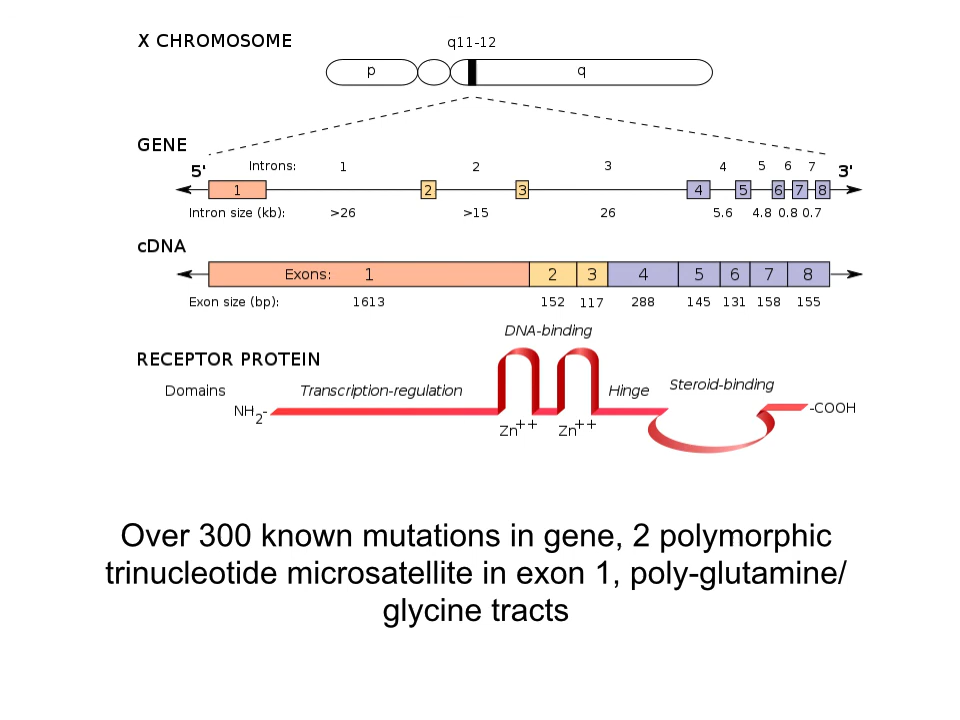 X CHROMOSOME
q11-12
p q
GENE
5' Introns: 1 2 3 4 5 6 7 3'
1 2 3 4 5 6 7 8
Intron size (kb): >26 >15 26 5.6 4.8 0.8 0.7
cDNA
Exons: 1 2 3 4 5 6 7 8
Exon size (bp): 1613 152 117 288 145 131 158 155
DNA-binding
RECEPTOR PROTEIN
Domains Transcription-regulation Hinge Steroid-binding
NH2- -COOH
Zn++ Zn++
Over 300 known mutations in gene, 2 polymorphic
trinucleotide microsatellite in exon 1, poly-glutamine/
glycine tracts